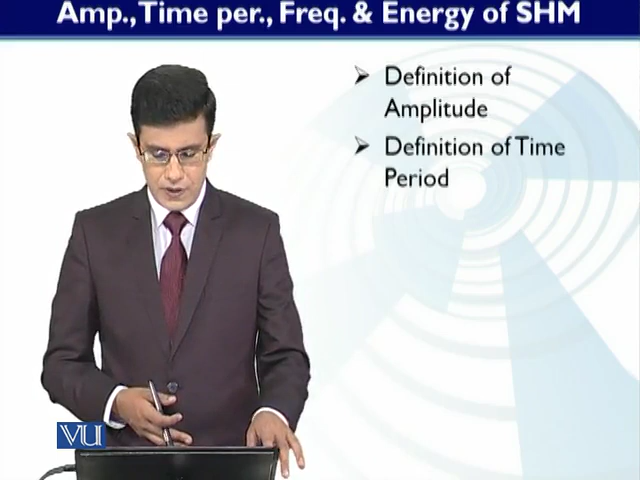 Amp., Time per., Freq. & Energy of SHM
➢ Definition of
Amplitude
➢ Definition of Time
Period
VU